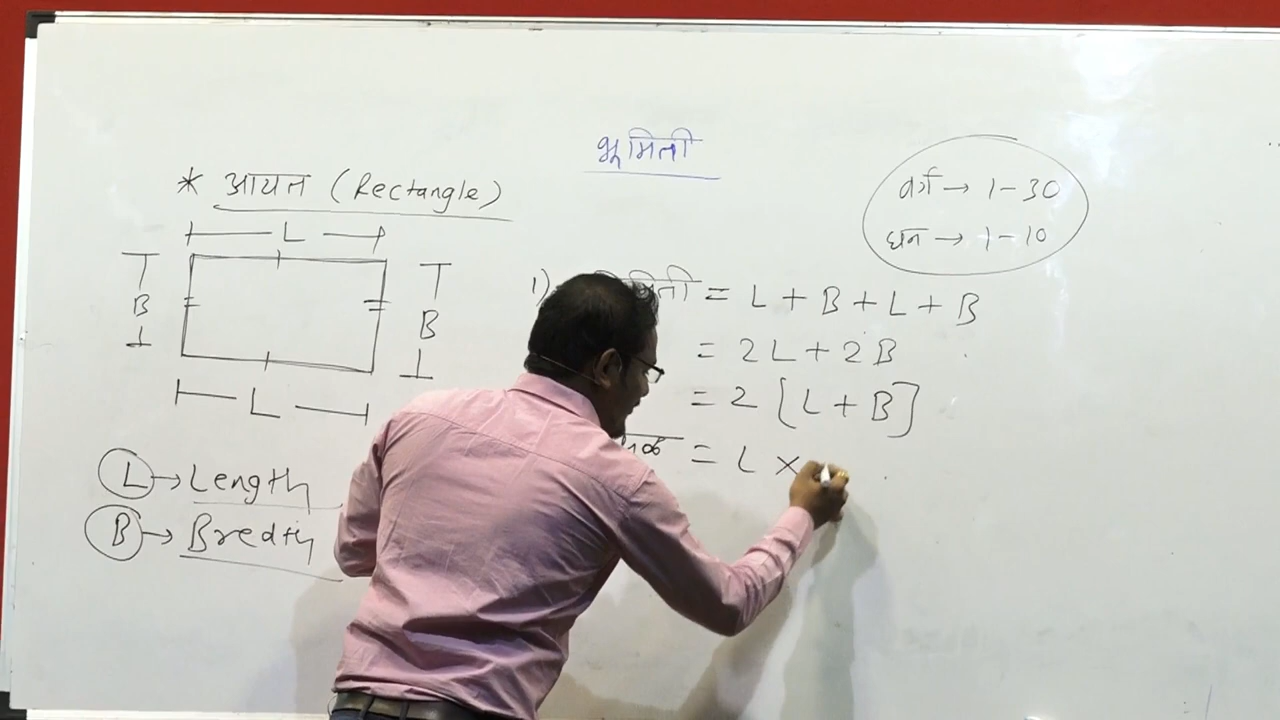 भूमिती
* आयत (Rectangle)
L
B
B
L
L → Length
B → Bredth
वर्ग → 1-30
घन → 1-10
1) = L + B + L + B
= 2L + 2B
= 2 [L + B]
= L ×